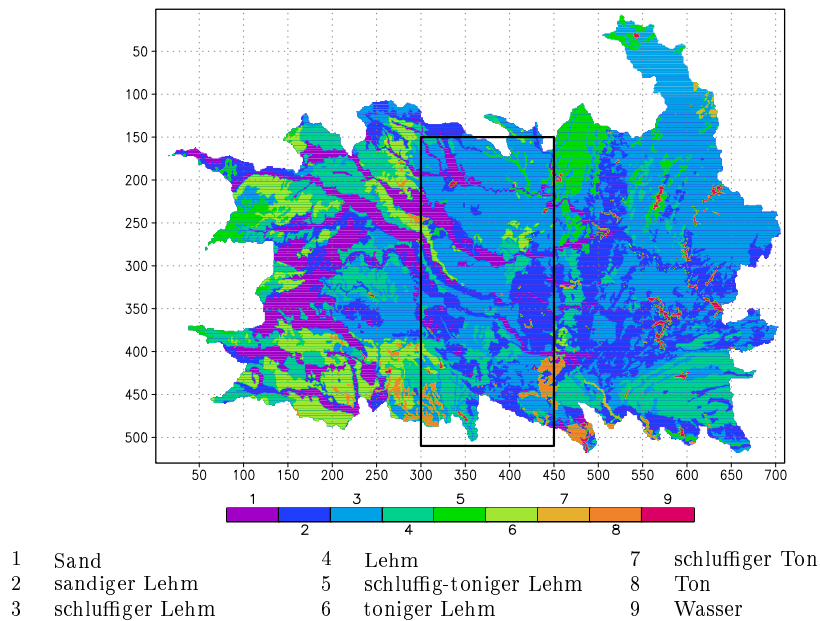 50
100
150
200
250
300
350
400
450
500
50 100 150 200 250 300 350 400 450 500 550 600 650 700
1 3 5 7 9
2 4 6 8
1 Sand 4 Lehm 7 schluffiger Ton
2 sandiger Lehm 5 schluffig-toniger Lehm 8 Ton
3 schluffiger Lehm 6 toniger Lehm 9 Wasser